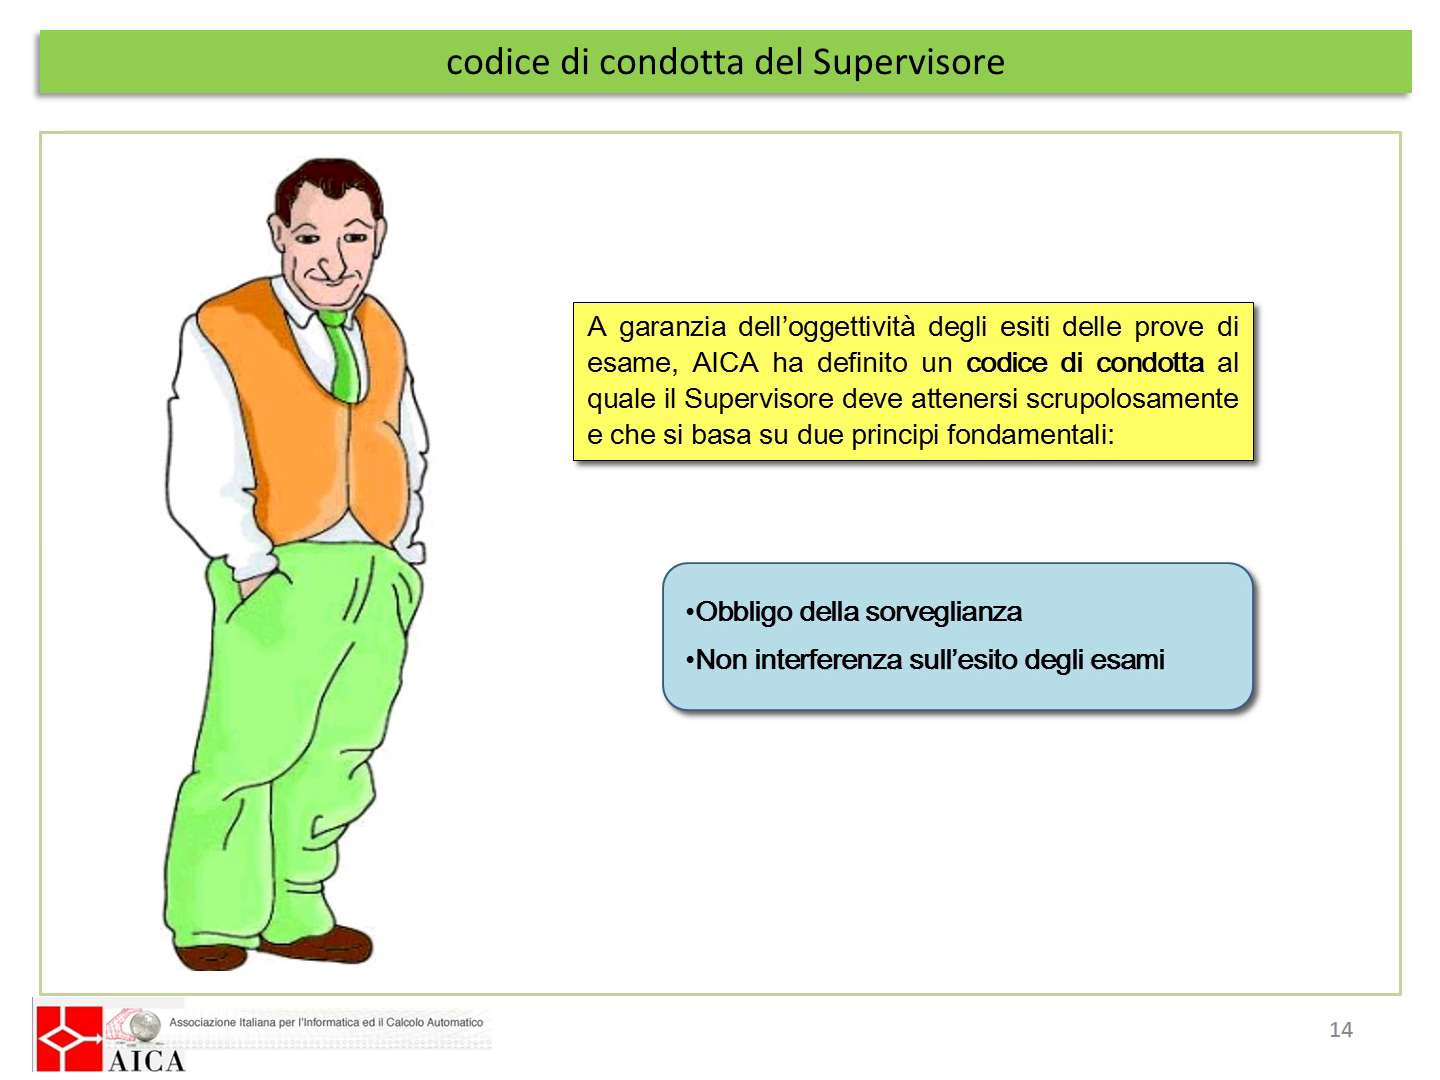 codice di condotta del Supervisore
A garanzia dell’oggettività degli esiti delle prove di
esame, AICA ha definito un codice di condotta al
quale il Supervisore deve attenersi scrupolosamente
e che si basa su due principi fondamentali:
•Obbligo della sorveglianza
•Non interferenza sull’esito degli esami
Associazione Italiana per l'Informatica ed il Calcolo Automatico
AICA
14